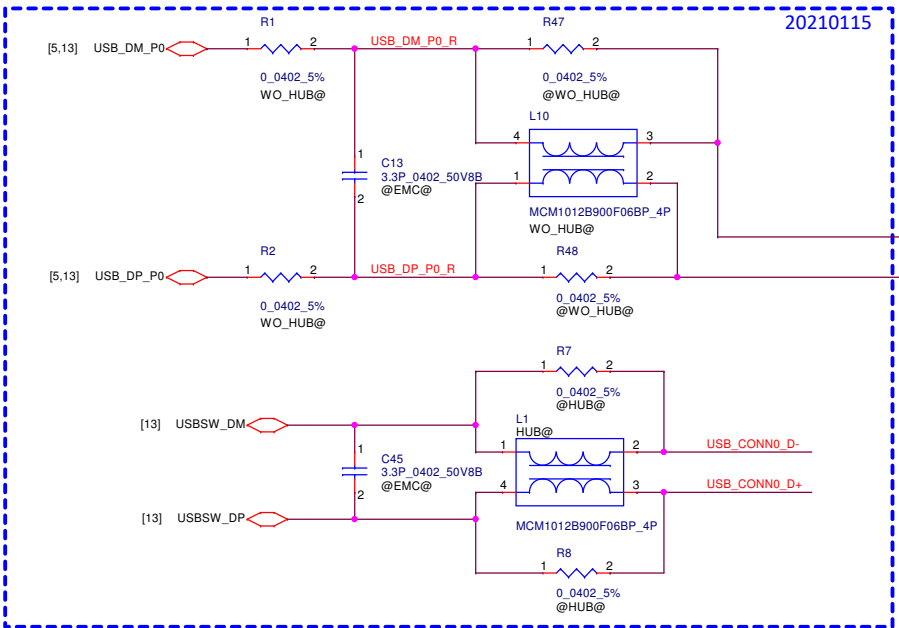 20210115
R1
R47
[5,13] USB_DM_P0
1 2
USB_DM_P0_R
1 2
0_0402_5%
WO_HUB@
0_0402_5%
@WO_HUB@
L10
4 3
1
C13
3.3P_0402_50V8B
@EMC@
2
1 2
MCM1012B900F06BP_4P
WO_HUB@
R2
R48
[5,13] USB_DP_P0
1 2
USB_DP_P0_R
1 2
0_0402_5%
WO_HUB@
0_0402_5%
@WO_HUB@
R7
1 2
0_0402_5%
@HUB@
[13] USBSW_DM
L1
HUB@
1 2
USB_CONN0_D-
1
C45
3.3P_0402_50V8B
@EMC@
2
4 3
USB_CONN0_D+
[13] USBSW_DP
MCM1012B900F06BP_4P
R8
1 2
0_0402_5%
@HUB@